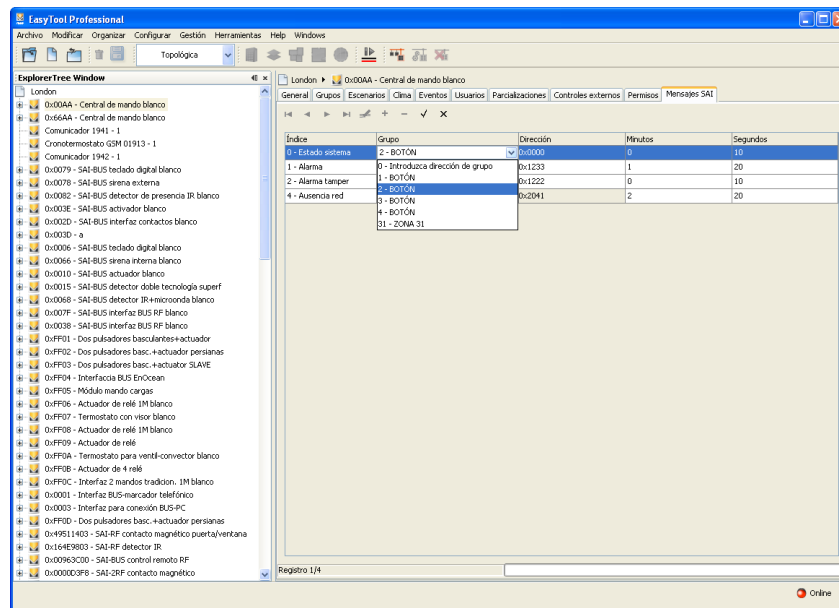 EasyTool Professional
Archivo Modificar Organizar Configurar Gestión Herramientas Help Windows
Topológica
ExplorerTree Window
London
0x00AA - Central de mando blanco
0x66AA - Central de mando blanco
Comunicador 1941 - 1
Cronotermostato GSM 01913 - 1
Comunicador 1942 - 1
0x0079 - SAI-BUS teclado digital blanco
0x0078 - SAI-BUS sirena externa
0x0082 - SAI-BUS detector de presencia IR blanco
0x003E - SAI-BUS activador blanco
0x002D - SAI-BUS interfaz contactos blanco
0x003D - a
0x0006 - SAI-BUS teclado digital blanco
0x0066 - SAI-BUS sirena interna blanco
0x0010 - SAI-BUS actuador blanco
0x0015 - SAI-BUS detector doble tecnología superf
0x0068 - SAI-BUS detector IR+microonda blanco
0x007F - SAI-BUS interfaz BUS RF blanco
0x0038 - SAI-BUS interfaz BUS RF blanco
0xFF01 - Dos pulsadores basculantes+actuador
0xFF02 - Dos pulsadores basc.+actuador persianas
0xFF03 - Dos pulsadores basc.+actuator SLAVE
0xFF04 - Interfaccia BUS EnOcean
0xFF05 - Módulo mando cargas
0xFF06 - Actuador de relé 1M blanco
0xFF07 - Termostato con visor blanco
0xFF08 - Actuador de relé 1M blanco
0xFF09 - Actuador de relé
0xFF0A - Termostato para ventil-convector blanco
0xFF0B - Actuador de 4 relé
0xFF0C - Interfaz 2 mandos tradicion. 1M blanco
0x0001 - Interfaz BUS-marcador telefónico
0x0003 - Interfaz para conexión BUS-PC
0xFF0D - Dos pulsadores basc.+actuador persianas
0x49511403 - SAI-RF contacto magnético puerta/ventana
0x164E9803 - SAI-RF detector IR
0x00963C00 - SAI-BUS control remoto RF
0x0000D3F8 - SAI-2RF contacto magnético
London 0x00AA - Central de mando blanco
General Grupos Escenarios Clima Eventos Usuarios Parcializaciones Controles externos Permisos Mensajes SAI
Índice Grupo Dirección Minutos Segundos
0 - Estado sistema 2 - BOTÓN 0x0000 0 10
1 - Alarma 0x1233 1 20
2 - Alarma tamper 0x1222 0 10
4 - Ausencia red 0x2041 2 20
0 - Introduzca dirección de grupo
1 - BOTÓN
2 - BOTÓN
3 - BOTÓN
4 - BOTÓN
31 - ZONA 31
Registro 1/4
Online